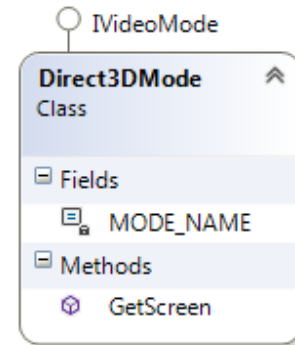 IVideoMode
Direct3DMode
Class
Fields
MODE_NAME
Methods
GetScreen